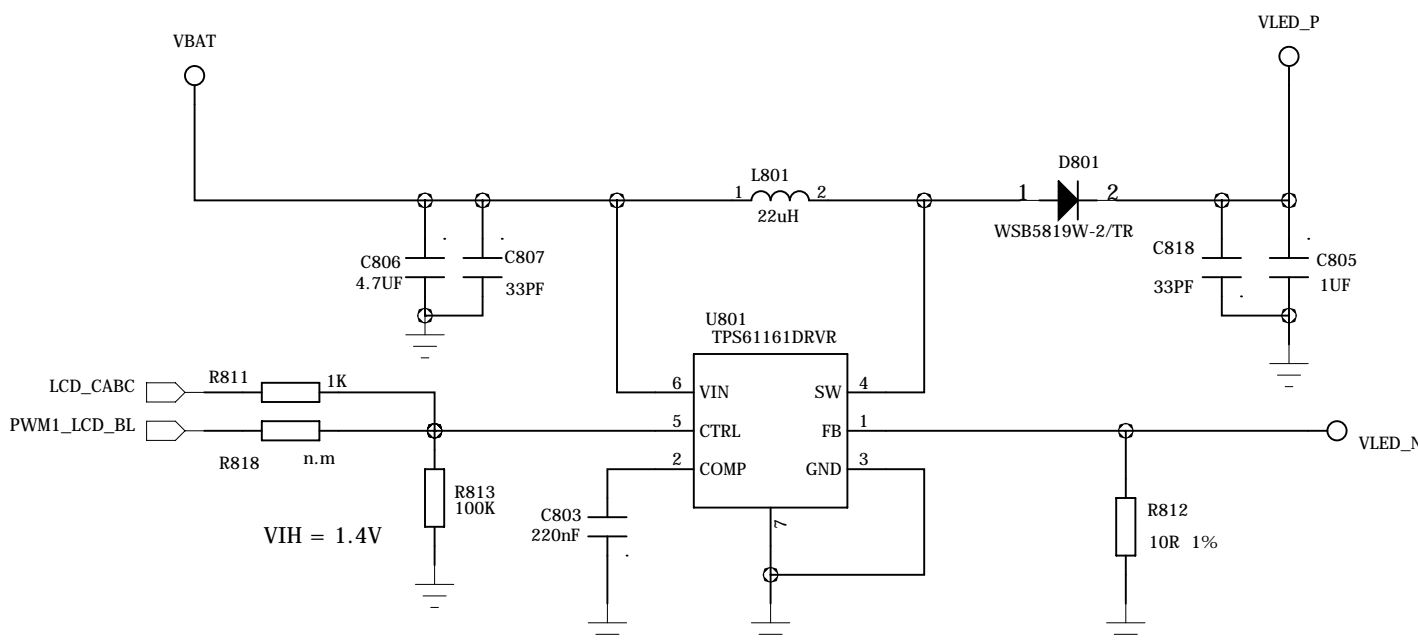 VLED_P
VBAT
D801
L801
1 2
1 2
22uH
WSB5819W-2/TR
C806
4.7UF
C807
33PF
C818
33PF
C805
1UF
U801
TPS61161DRVR
LCD_CABC
R811
1K
6 VIN
SW 4
PWM1_LCD_BL
R818
n.m
5 CTRL
FB 1
VLED_N
2 COMP
GND 3
R813
100K
VIH = 1.4V
C803
220nF
7
R812
10R 1%